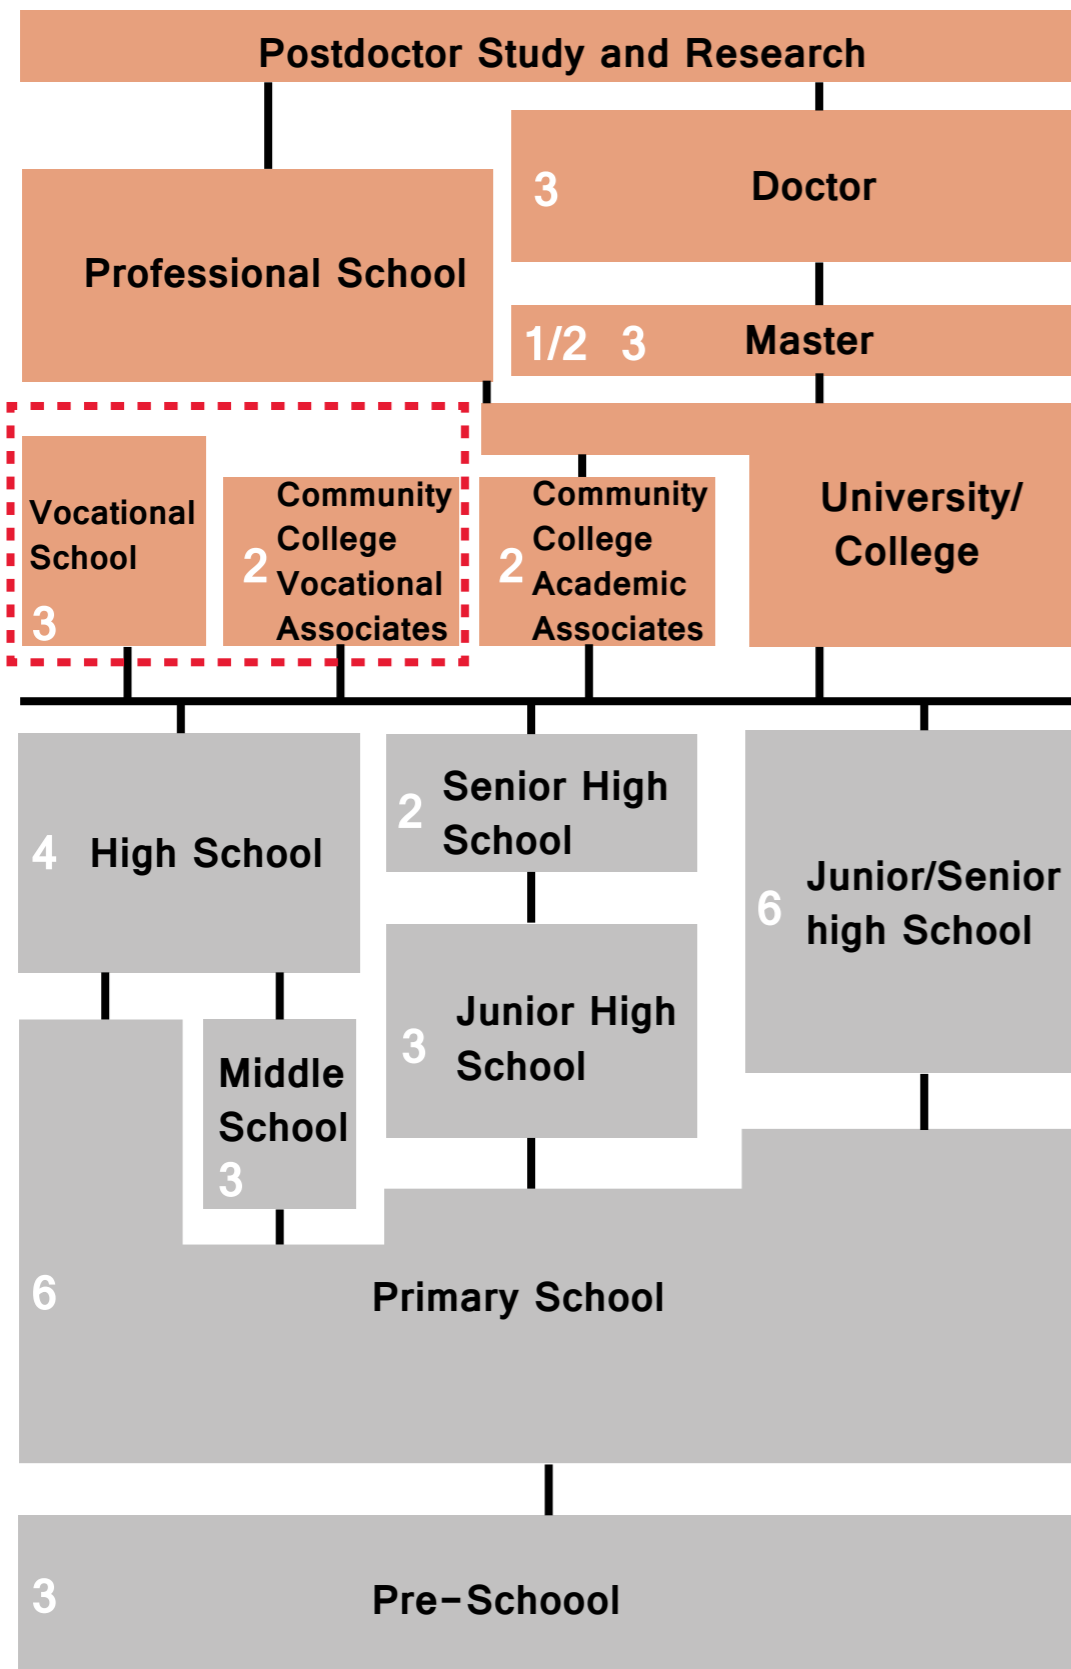 Postdoctor Study and Research
3 Doctor
Professional School
1/2 3 Master
Vocational
School
3
2
Community
College
Vocational
Associates
2
Community
College
Academic
Associates
University/
College
4 High School
2
Senior High
School
6
Junior/Senior
high School
3
Junior High
School
Middle
School
3
6
Primary School
3
Pre-Schoool